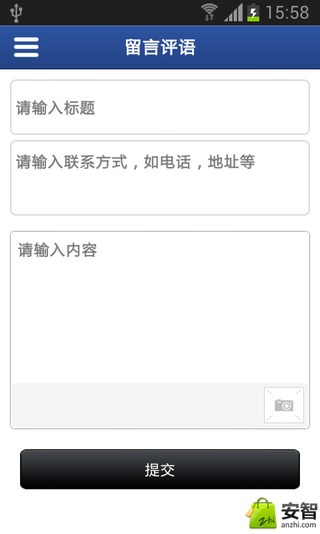 15:58
留言评语
请输入标题
请输入联系方式，如电话，地址等
请输入内容
提交
安智
zhi
anzhi.com